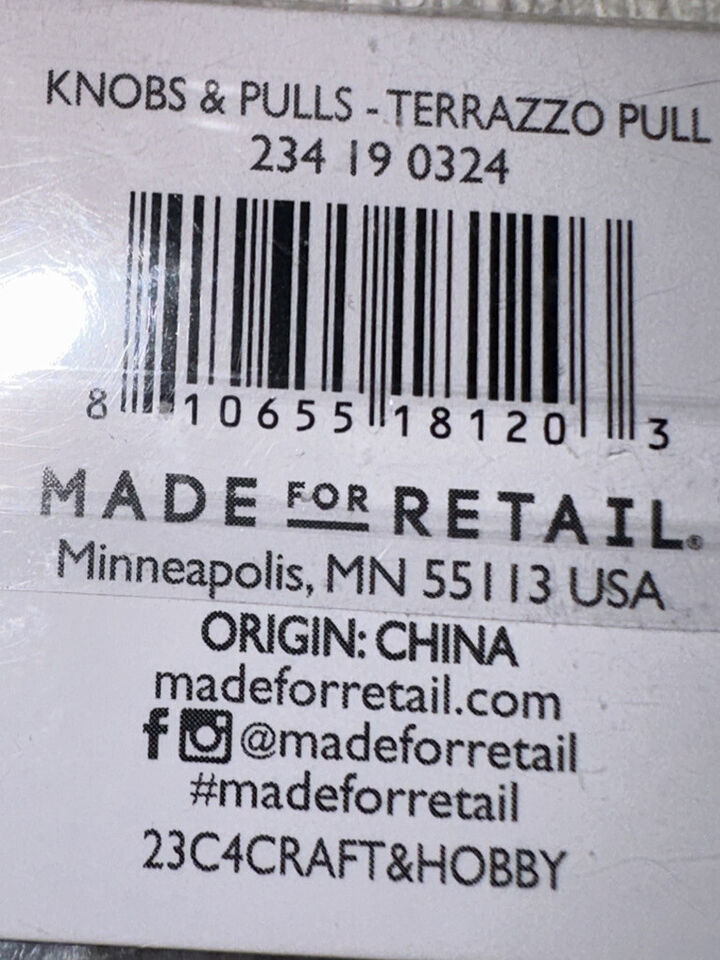 KNOBS & PULLS - TERRAZZO PULL
234 19 0324
8 10655 18120 3
MADE FOR RETAIL®
Minneapolis, MN 55113 USA
ORIGIN: CHINA
madeforretail.com
@madeforretail
#madeforretail
23C4CRAFT&HOBBY